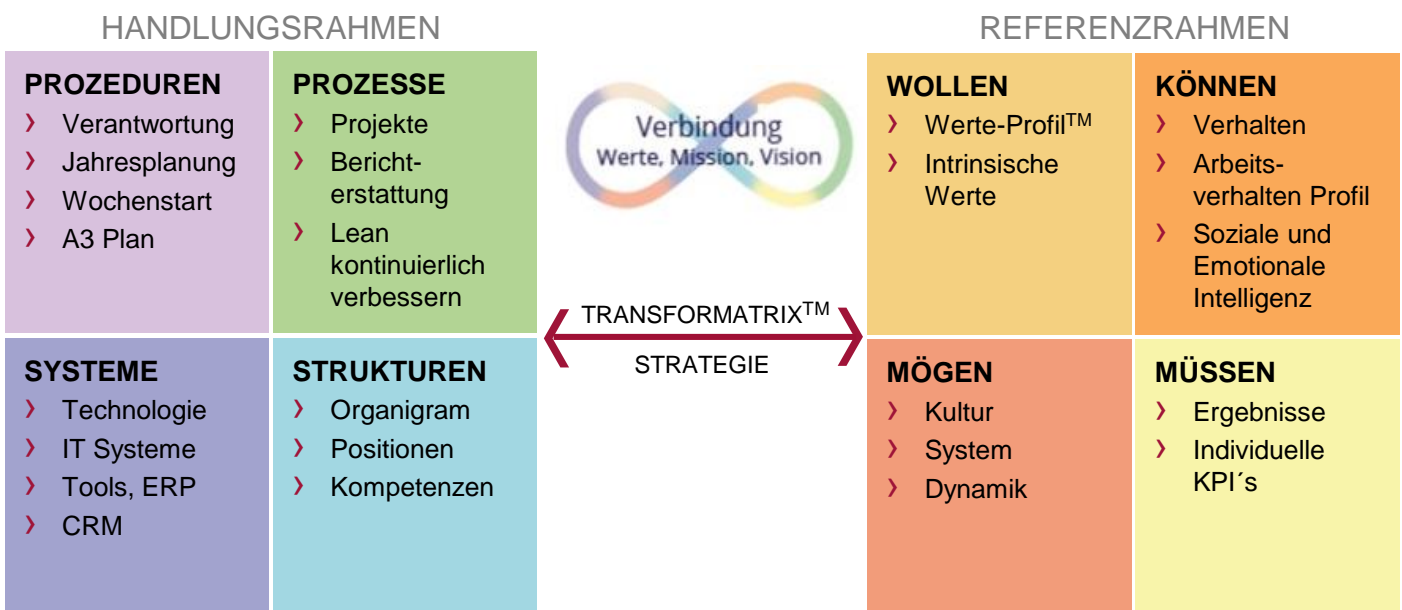 HANDLUNGSRAHMEN
PROZEDUREN
› Verantwortung
› Jahresplanung
› Wochenstart
› A3 Plan
PROZESSE
› Projekte
› Bericht-
erstattung
› Lean
kontinuierlich
verbessern
SYSTEME
› Technologie
› IT Systeme
› Tools, ERP
› CRM
STRUKTUREN
› Organigram
› Positionen
› Kompetenzen
Verbindung
Werte, Mission, Vision
TRANSFORMATRIX™
STRATEGIE
REFERENZRAHMEN
WOLLEN
› Werte-Profil™
› Intrinsische
Werte
KÖNNEN
› Verhalten
› Arbeits-
verhalten Profil
› Soziale und
Emotionale
Intelligenz
MÖGEN
› Kultur
› System
› Dynamik
MÜSSEN
› Ergebnisse
› Individuelle
KPI´s